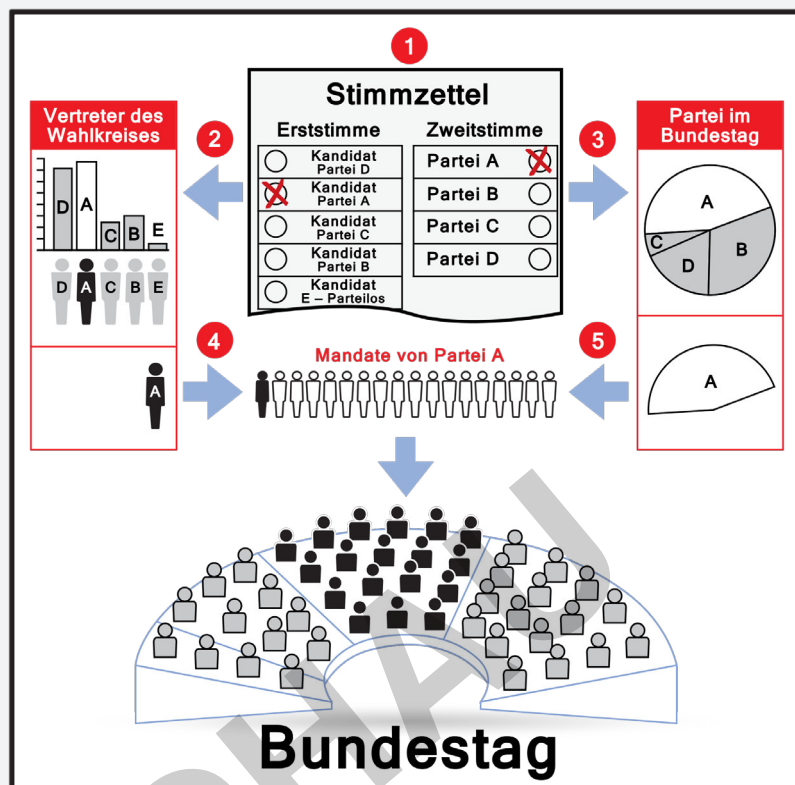 1
Stimmzettel
Erststimme
Zweitstimme
Kandidat
Partei D
Kandidat
Partei A
Kandidat
Partei C
Kandidat
Partei B
Kandidat
E – Parteilos
Partei A
Partei B
Partei C
Partei D
2
Vertreter des
Wahlkreises
D A C B E
D A C B E
3
Partei im
Bundestag
A
B
C
D
4
A
Mandate von Partei A
5
A
Bundestag